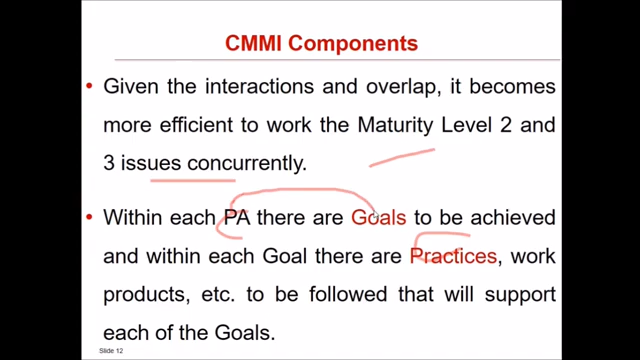 CMMI Components
• Given the interactions and overlap, it becomes
more efficient to work the Maturity Level 2 and
3 issues concurrently.
• Within each PA there are Goals to be achieved
and within each Goal there are Practices, work
products, etc. to be followed that will support
each of the Goals.
Slide 12